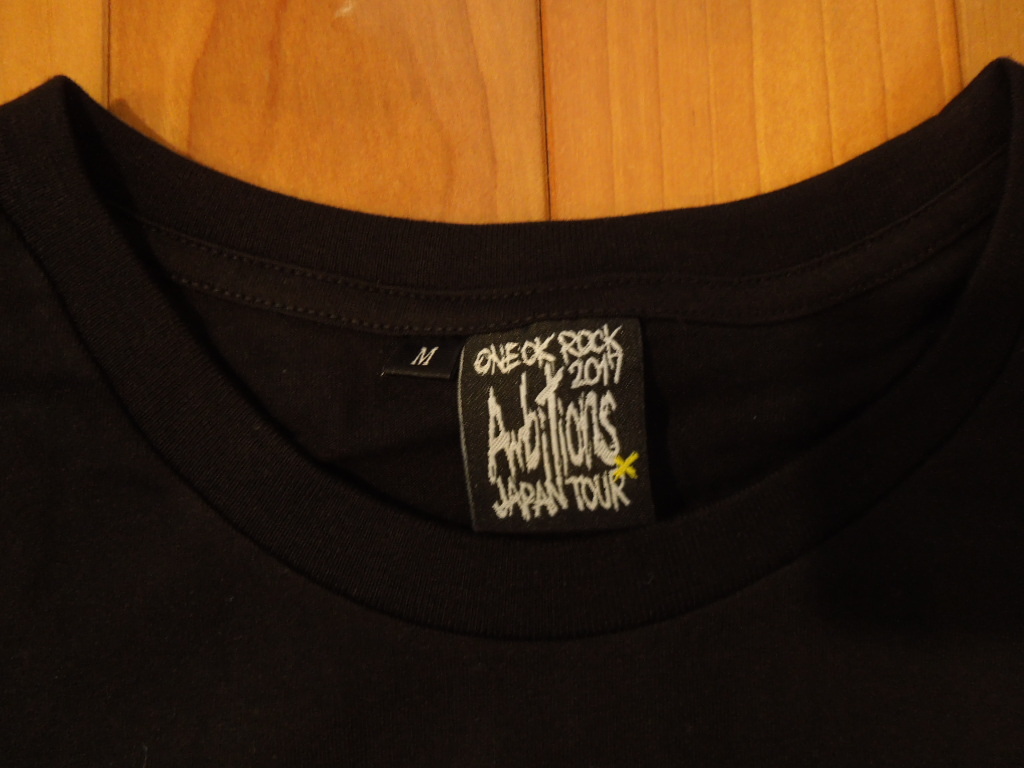 M
ONE OK ROCK
2017
Ambitions
JAPAN TOUR